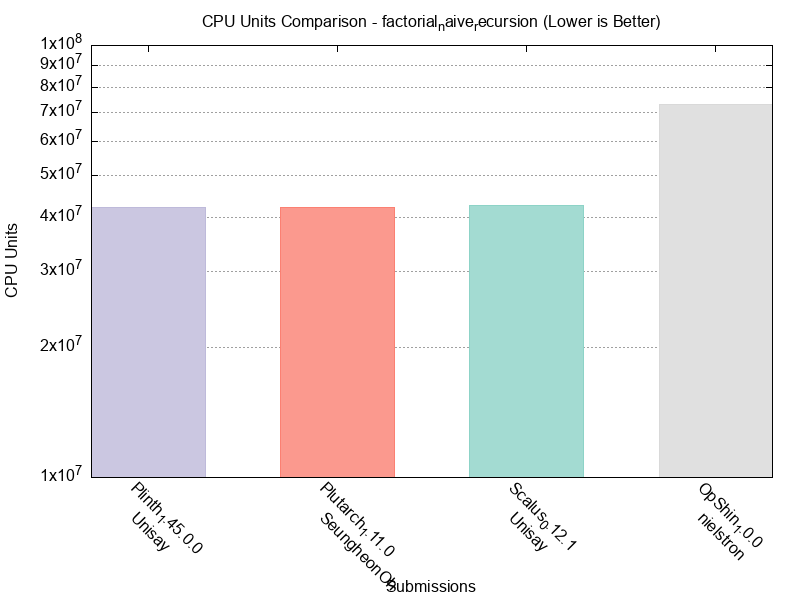 CPU Units Comparison - factorial_naive_recursion (Lower is Better)
1x10^8
9x10^7
8x10^7
7x10^7
6x10^7
5x10^7
4x10^7
3x10^7
2x10^7
1x10^7
CPU Units
Plinth_1.45.0.0
Unisay
Plutarch_1.11.0
SeungheonOh
Scalus_0.12.1
Unisay
OpShin_1.0.0
nielstron
Submissions